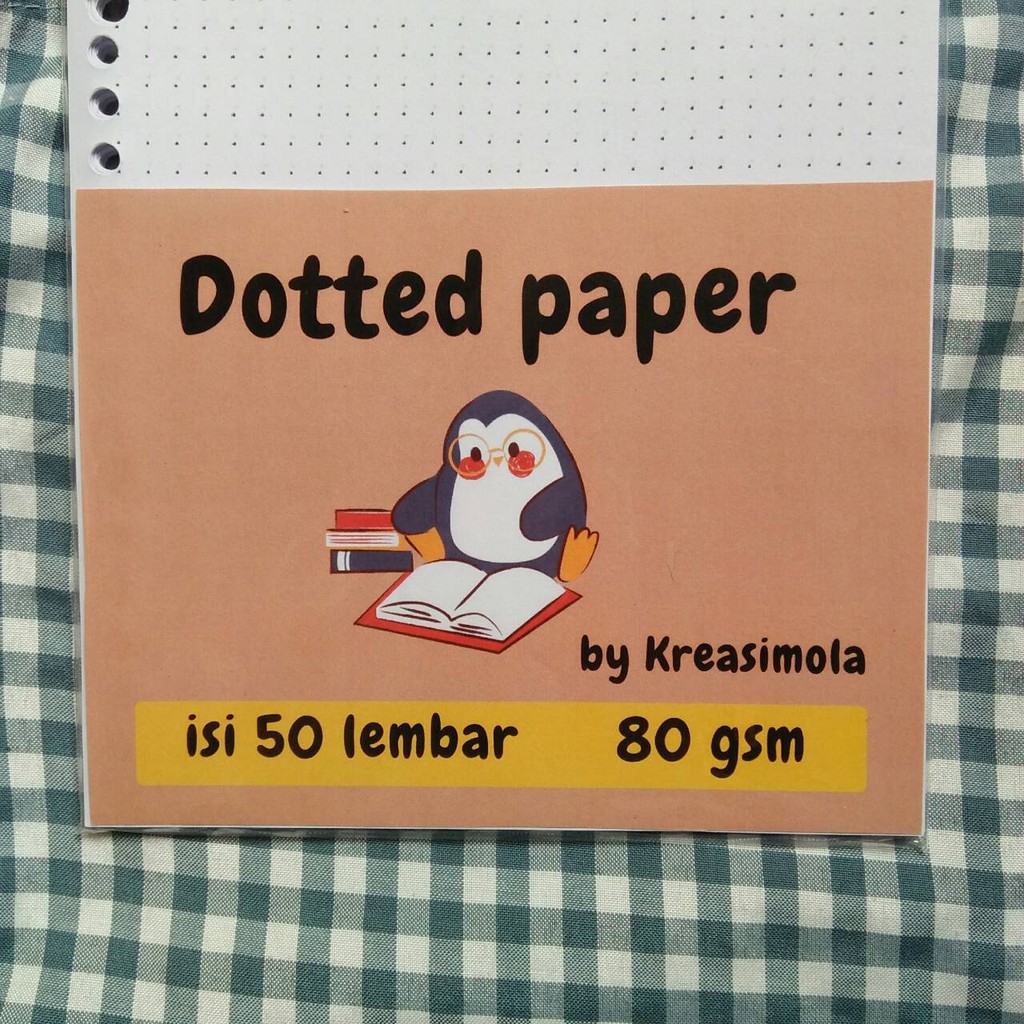 Dotted paper
by Kreasimola
isi 50 lembar 80 gsm